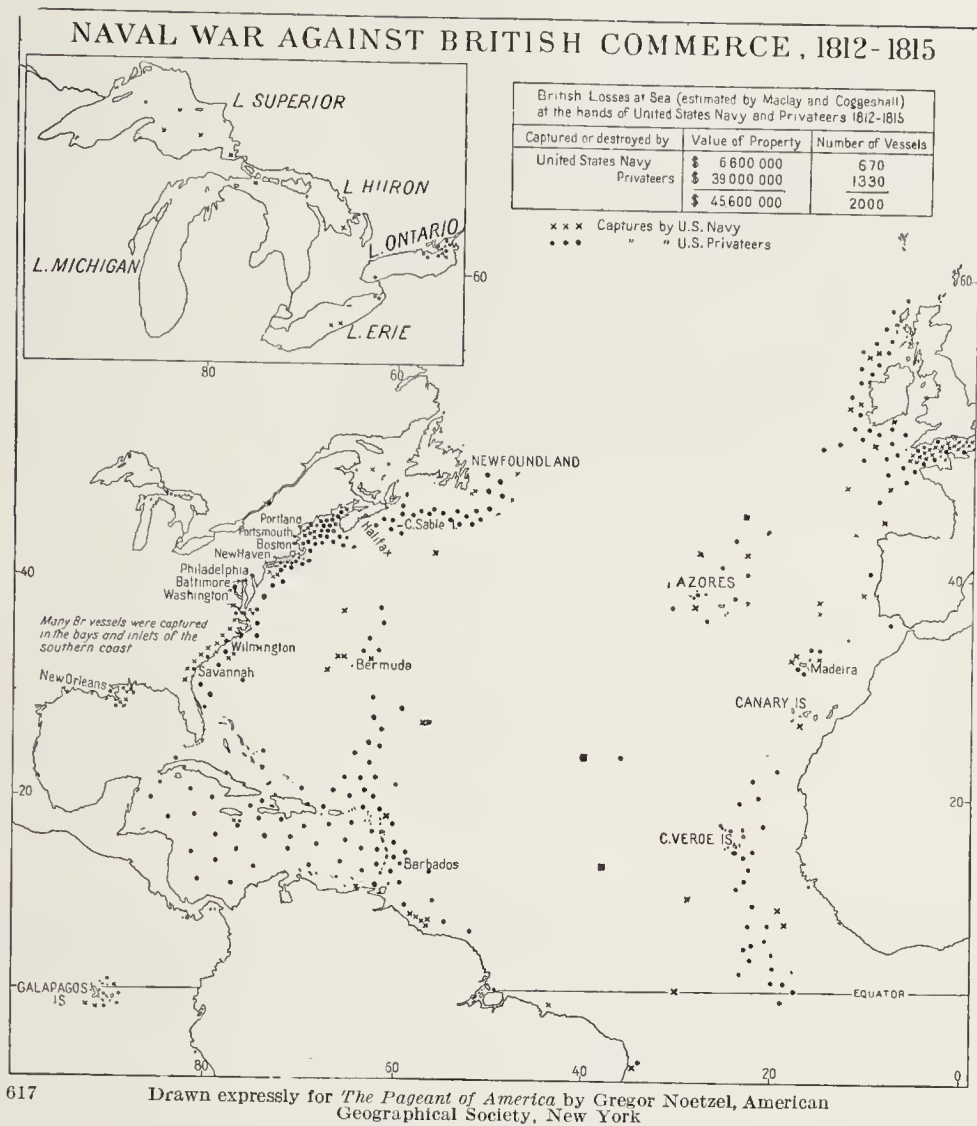 NAVAL WAR AGAINST BRITISH COMMERCE, 1812-1815
L. SUPERIOR
L. HURON
L. ONTARIO
L. MICHIGAN
L. ERIE
British Losses at Sea (estimated by Maclay and Coggeshall)
at the hands of United States Navy and Privateers 1812-1815
Captured or destroyed by Value of Property Number of Vessels
United States Navy $ 6 600 000 670
Privateers $ 39 000 000 1330
$ 45 600 000 2000
××× Captures by U.S. Navy
••• " " U.S. Privateers
60
60
80
60
NEWFOUNDLAND
Portland
Portsmouth
Boston
New Haven
Halifax
C. Sable I.
Philadelphia
Baltimore
Washington
40
AZORES
40
Many Br vessels were captured
in the bays and inlets of the
southern coast
Wilmington
Bermuda
Savannah
Madeira
New Orleans
CANARY IS
20
20
C. VERDE IS
Barbados
GALAPAGOS
IS
EQUATOR
80
60
40
20
0
617
Drawn expressly for The Pageant of America by Gregor Noetzel, American
Geographical Society, New York